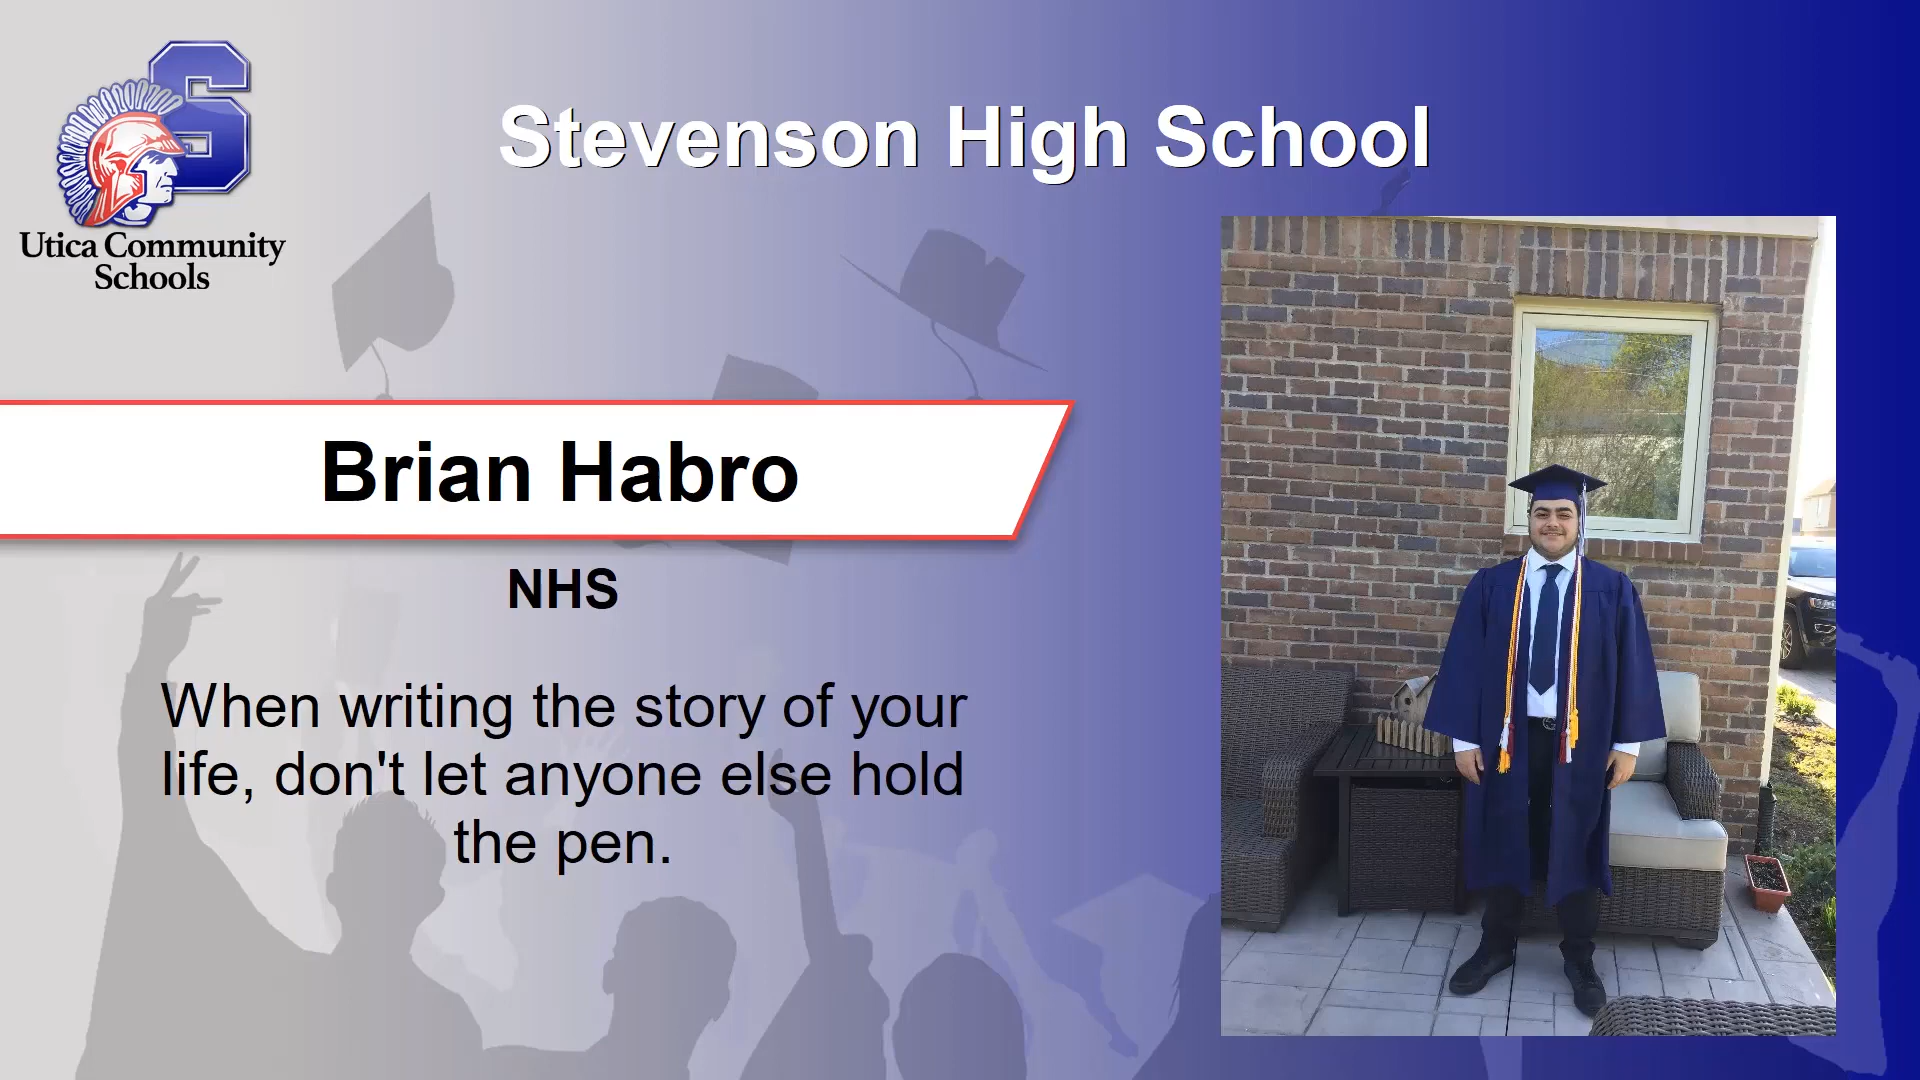 Utica Community
Schools
Stevenson High School
Brian Habro
NHS
When writing the story of your
life, don't let anyone else hold
the pen.